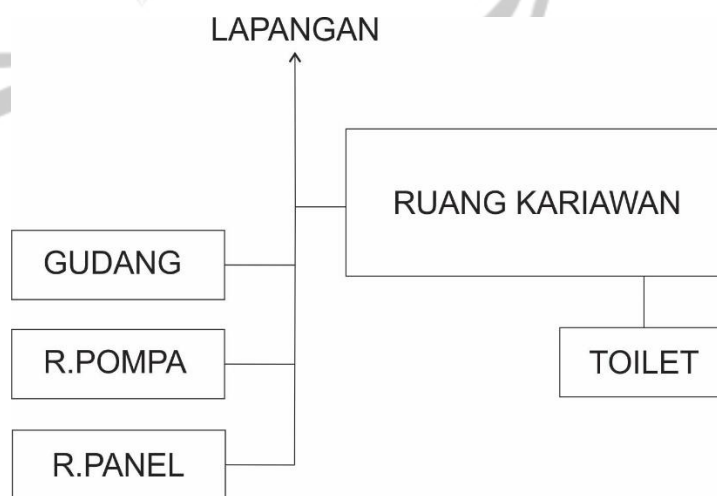 LAPANGAN
RUANG KARIAWAN
GUDANG
R.POMPA
TOILET
R.PANEL